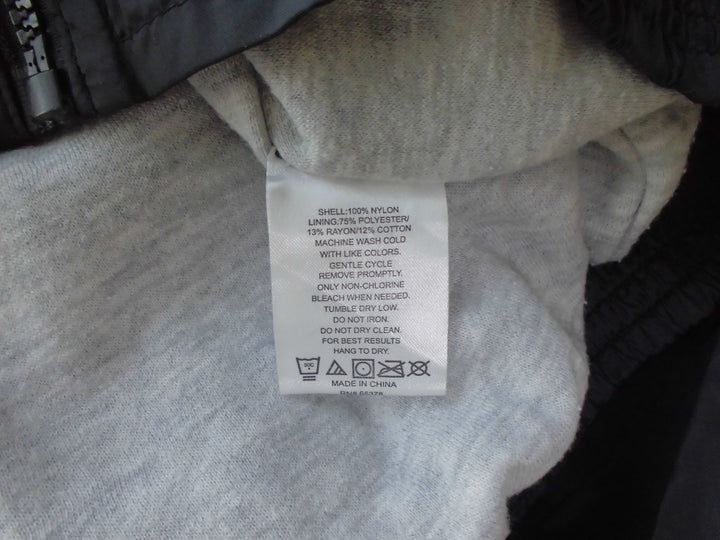 SHELL:100% NYLON
LINING:75% POLYESTER/
13% RAYON/12% COTTON
MACHINE WASH COLD
WITH LIKE COLORS.
GENTLE CYCLE
REMOVE PROMPTLY.
ONLY NON-CHLORINE
BLEACH WHEN NEEDED.
TUMBLE DRY LOW.
DO NOT IRON.
DO NOT DRY CLEAN.
FOR BEST RESULTS
HANG TO DRY.
30C
MADE IN CHINA
RN#